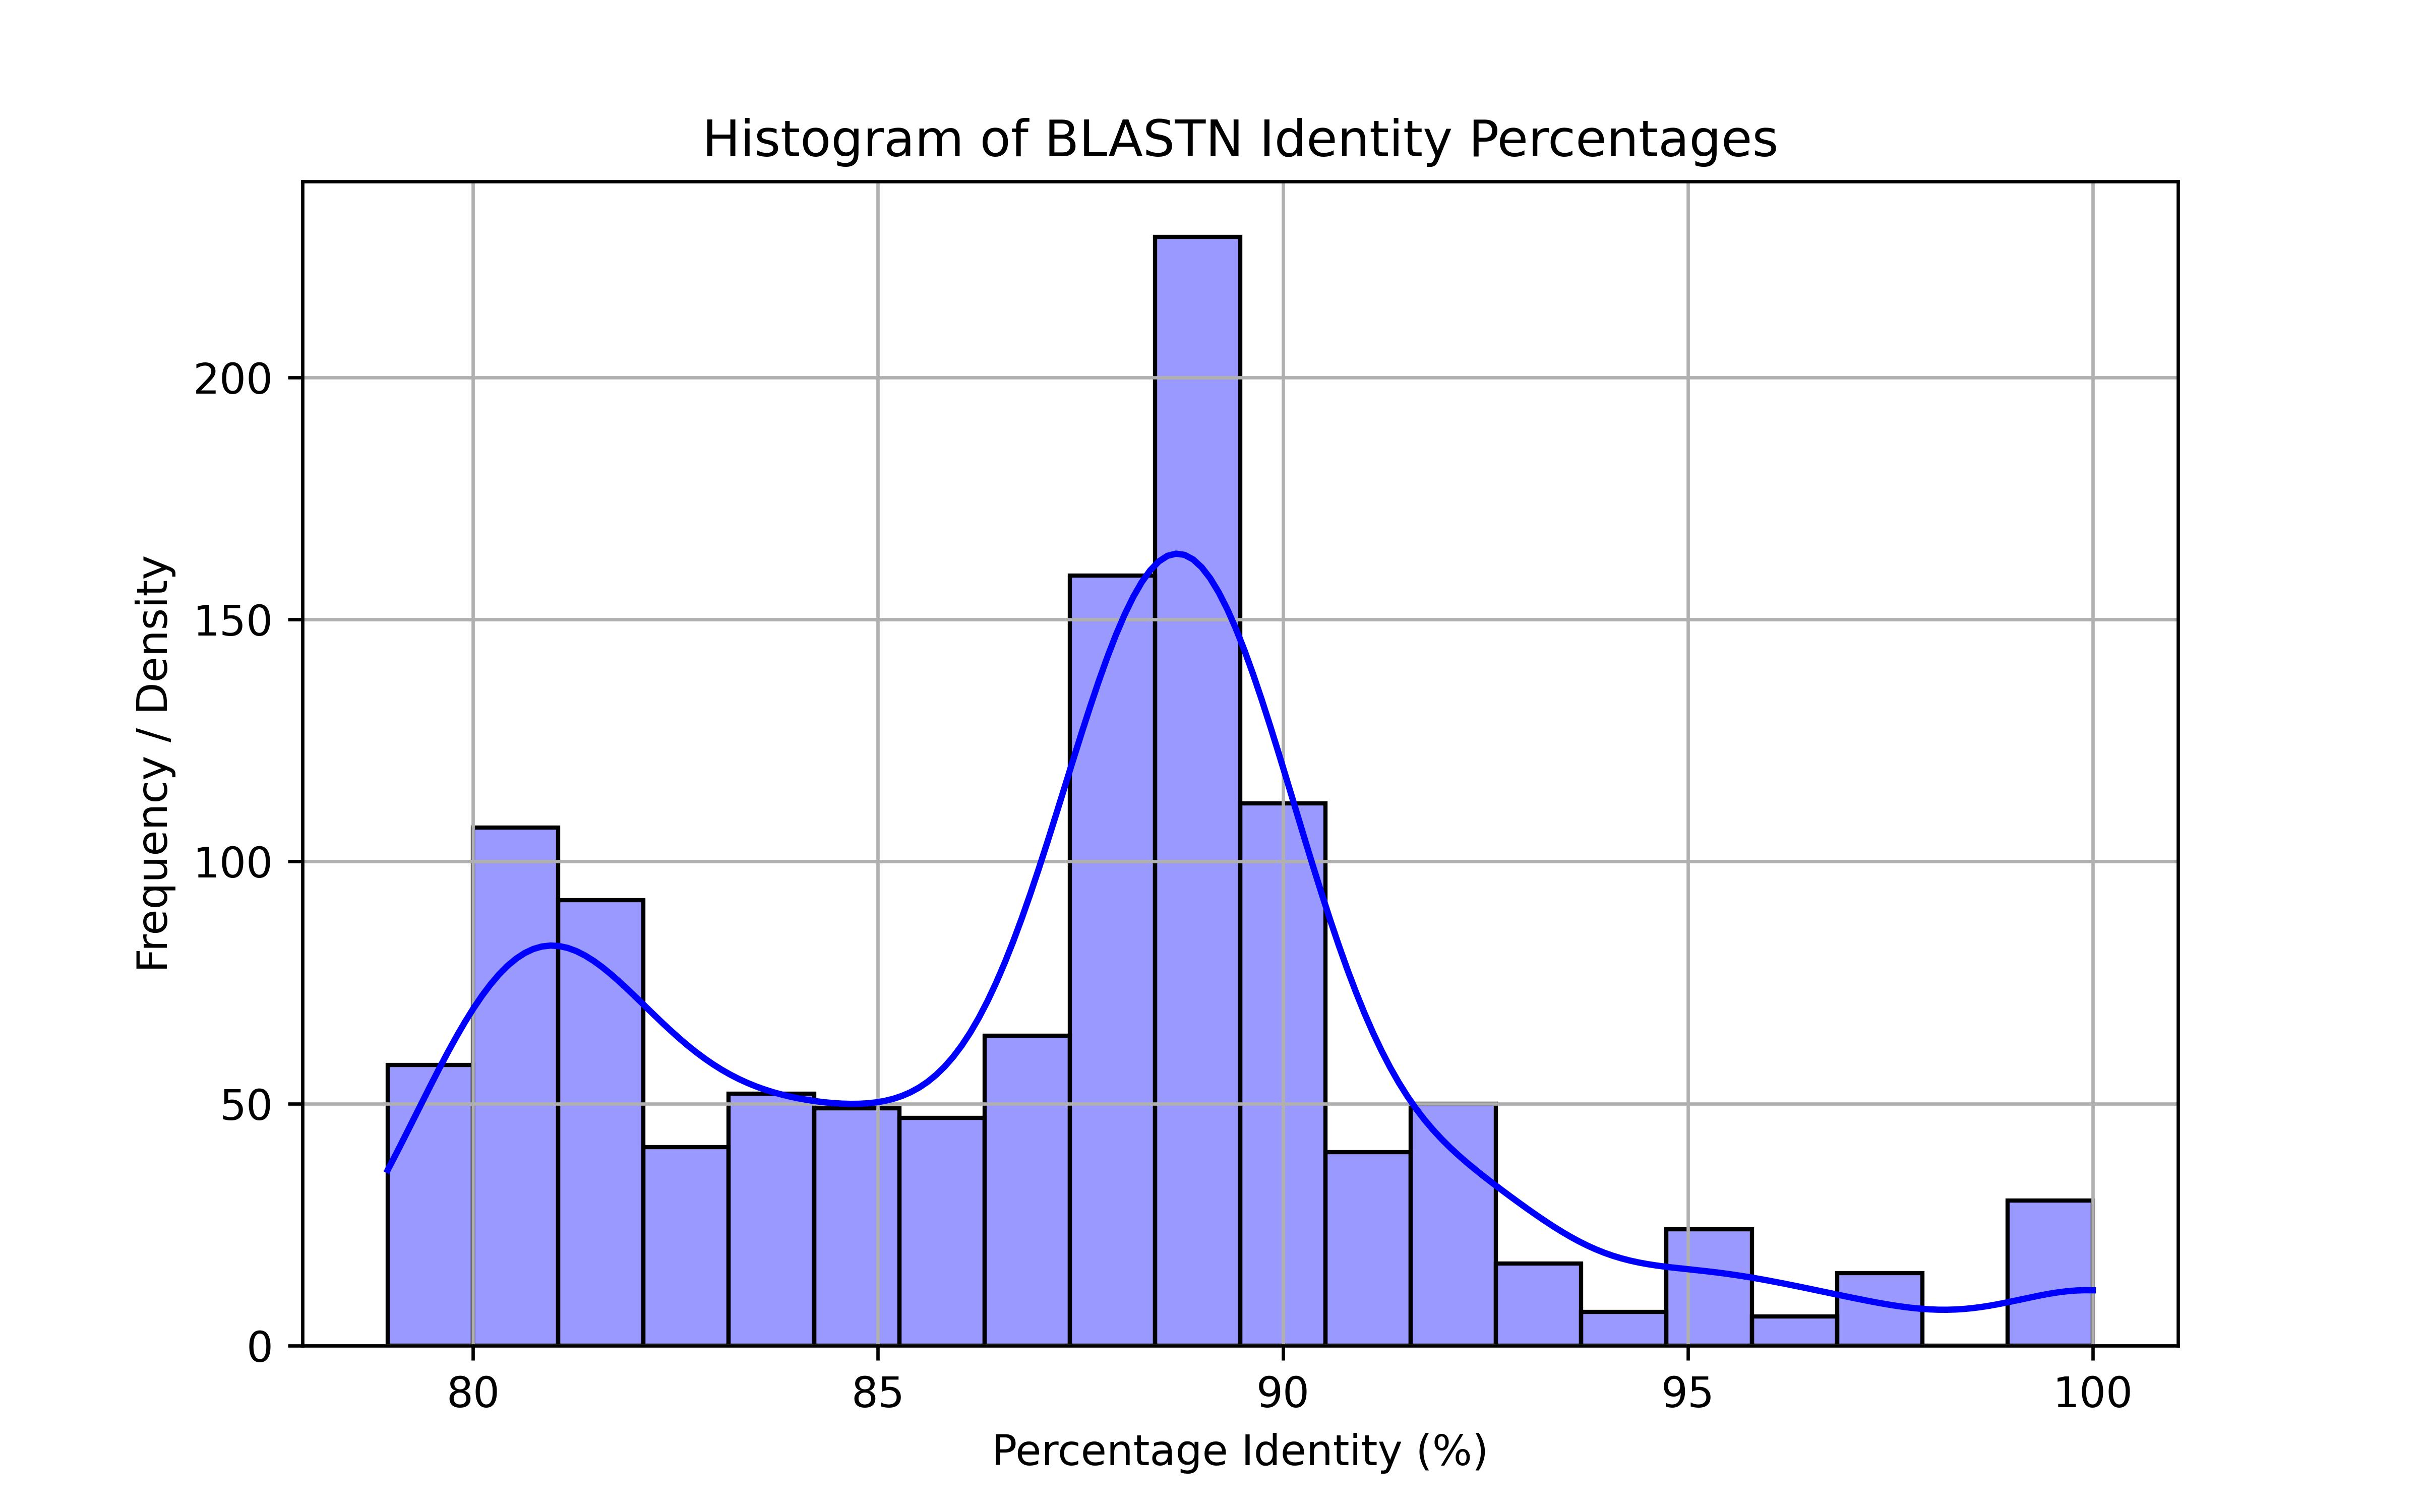 Histogram of BLASTN Identity Percentages
Frequency / Density
200
150
100
50
0
80 85 90 95 100
Percentage Identity (%)